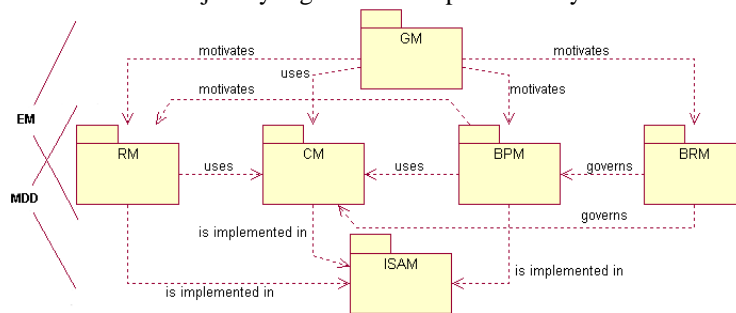 GM
motivates
motivates
uses
motivates
motivates
EM
RM
CM
BPM
BRM
uses
uses
governs
MDD
governs
is implemented in
ISAM
is implemented in
is implemented in